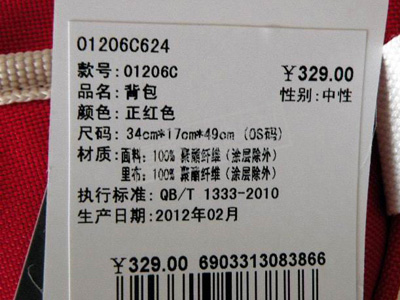 01206C624
款号: 01206C ￥329.00
品名: 背包 性别: 中性
颜色: 正红色
尺码: 34cm*17cm*49cm (0S码)
材质: 面料: 100% 聚酯纤维 (涂层除外)
里布: 100% 聚酯纤维 (涂层除外)
执行标准: QB/T 1333-2010
生产日期: 2012年02月
￥329.00 6903313083866